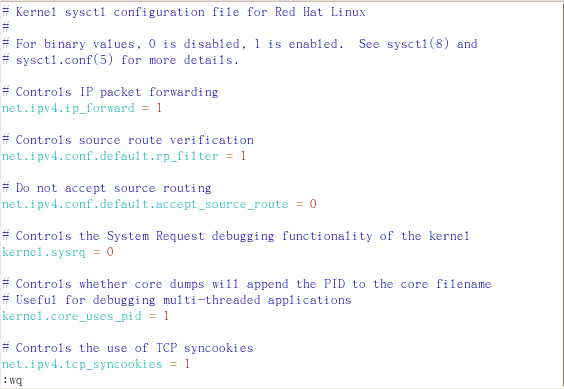 # Kernel sysctl configuration file for Red Hat Linux
#
# For binary values, 0 is disabled, 1 is enabled.  See sysctl(8) and
# sysctl.conf(5) for more details.
# Controls IP packet forwarding
net.ipv4.ip_forward = 1
# Controls source route verification
net.ipv4.conf.default.rp_filter = 1
# Do not accept source routing
net.ipv4.conf.default.accept_source_route = 0
# Controls the System Request debugging functionality of the kernel
kernel.sysrq = 0
# Controls whether core dumps will append the PID to the core filename
# Useful for debugging multi-threaded applications
kernel.core_uses_pid = 1
# Controls the use of TCP syncookies
net.ipv4.tcp_syncookies = 1
:wq